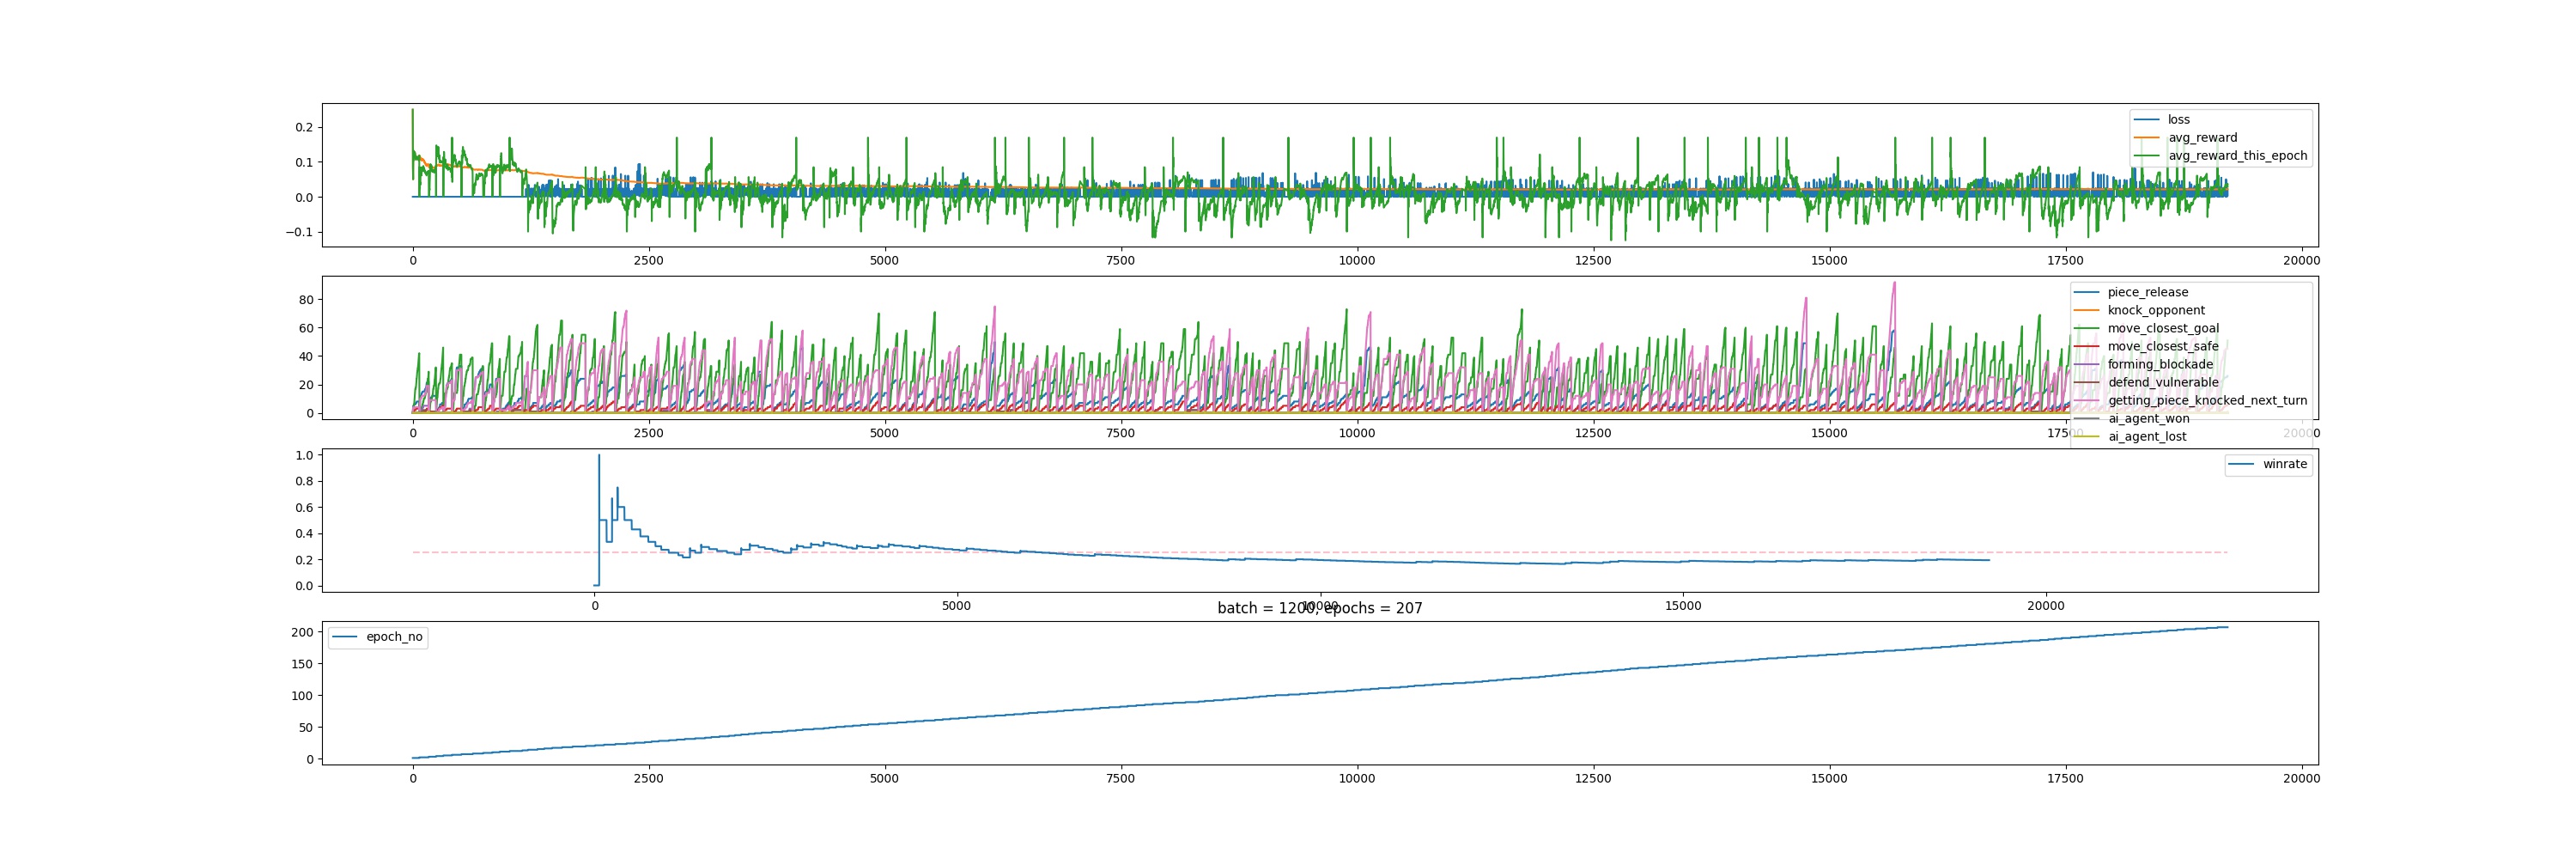 0.2
0.1
0.0
−0.1
loss
avg_reward
avg_reward_this_epoch
0 2500 5000 7500 10000 12500 15000 17500 20000
80
60
40
20
0
piece_release
knock_opponent
move_closest_goal
move_closest_safe
forming_blockade
defend_vulnerable
getting_piece_knocked_next_turn
ai_agent_won
ai_agent_lost
0 2500 5000 7500 10000 12500 15000 17500 20000
1.0
0.8
0.6
0.4
0.2
0.0
winrate
0 5000 10000 15000 20000
batch = 1200, epochs = 207
200
150
100
50
0
epoch_no
0 2500 5000 7500 10000 12500 15000 17500 20000